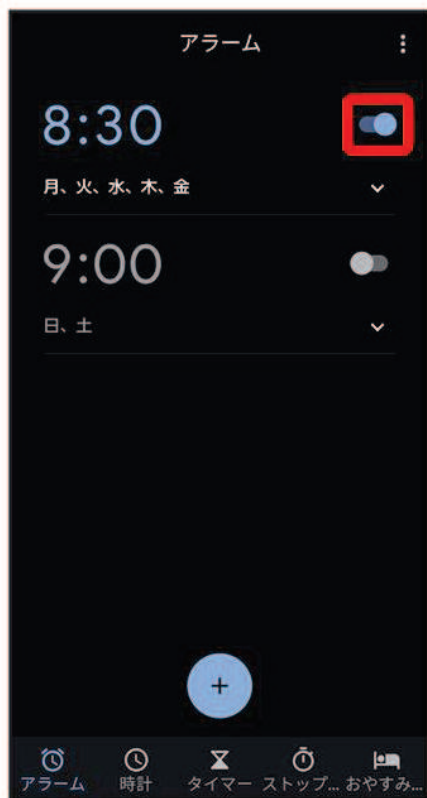 アラーム
8:30
月、火、水、木、金
9:00
日、土
+
アラーム 時計 タイマー ストップ... おやすみ...